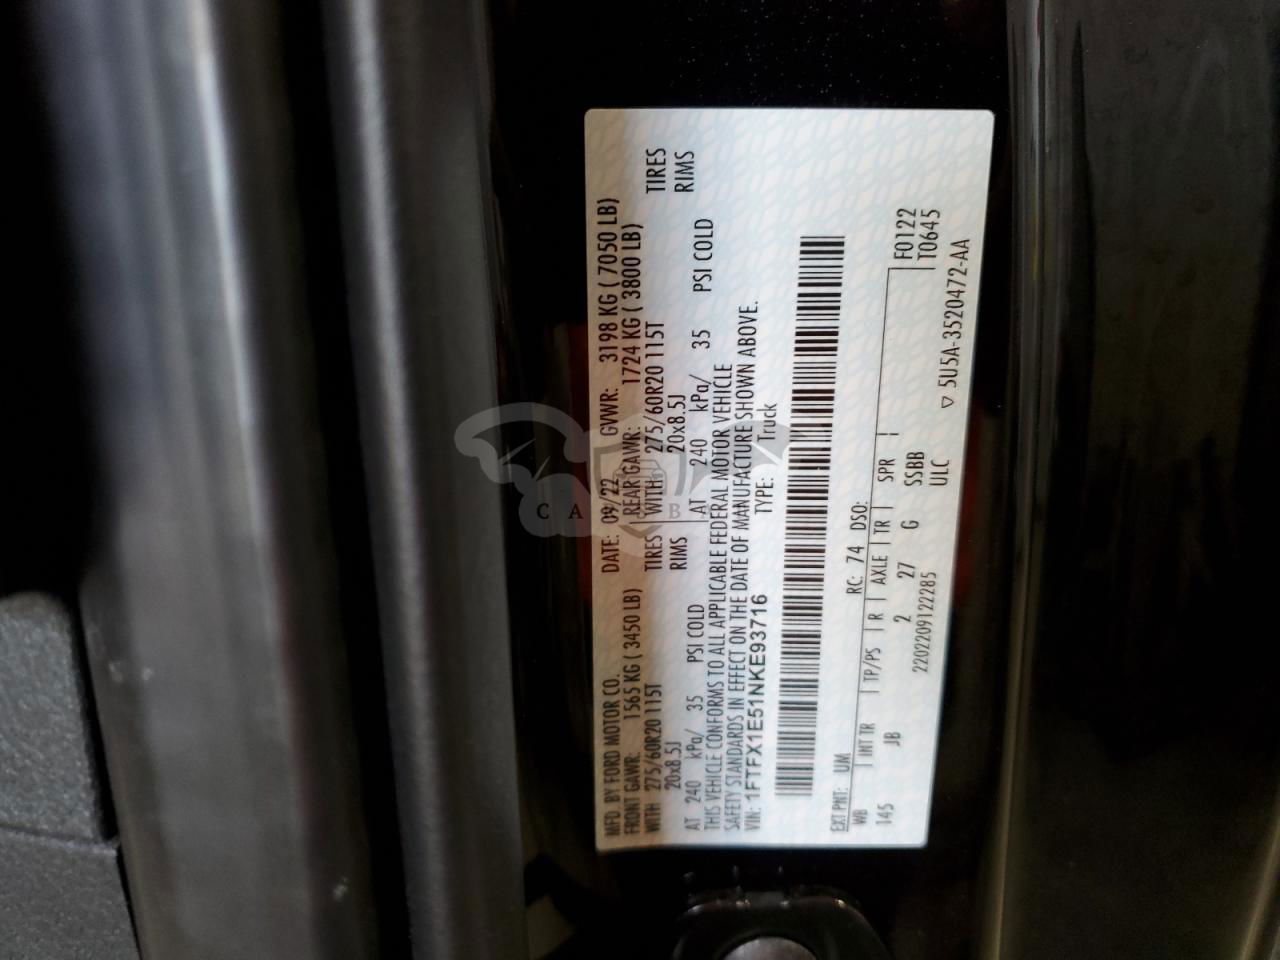 MFD. BY FORD MOTOR CO. DATE: 09/22 GVWR: 3198 KG ( 7050 LB)
FRONT GAWR: 1565 KG ( 3450 LB) REAR GAWR: 1724 KG ( 3800 LB)
WITH 275/60R20 115T TIRES WITH 275/60R20 115T TIRES
20x8.5J RIMS 20x8.5J RIMS
AT 240 kPa/ 35 PSI COLD AT 240 kPa/ 35 PSI COLD
THIS VEHICLE CONFORMS TO ALL APPLICABLE FEDERAL MOTOR VEHICLE
SAFETY STANDARDS IN EFFECT ON THE DATE OF MANUFACTURE SHOWN ABOVE.
VIN: 1FTFX1E51NKE93716 TYPE: Truck
EXT PNT: UM RC: 74 DSO:
WB INT TR TP/PS R AXLE TR SPR F0122
145 JB 2 27 G SSBB T0645
2202209122285 ULC
▽ 5U5A-3520472-AA